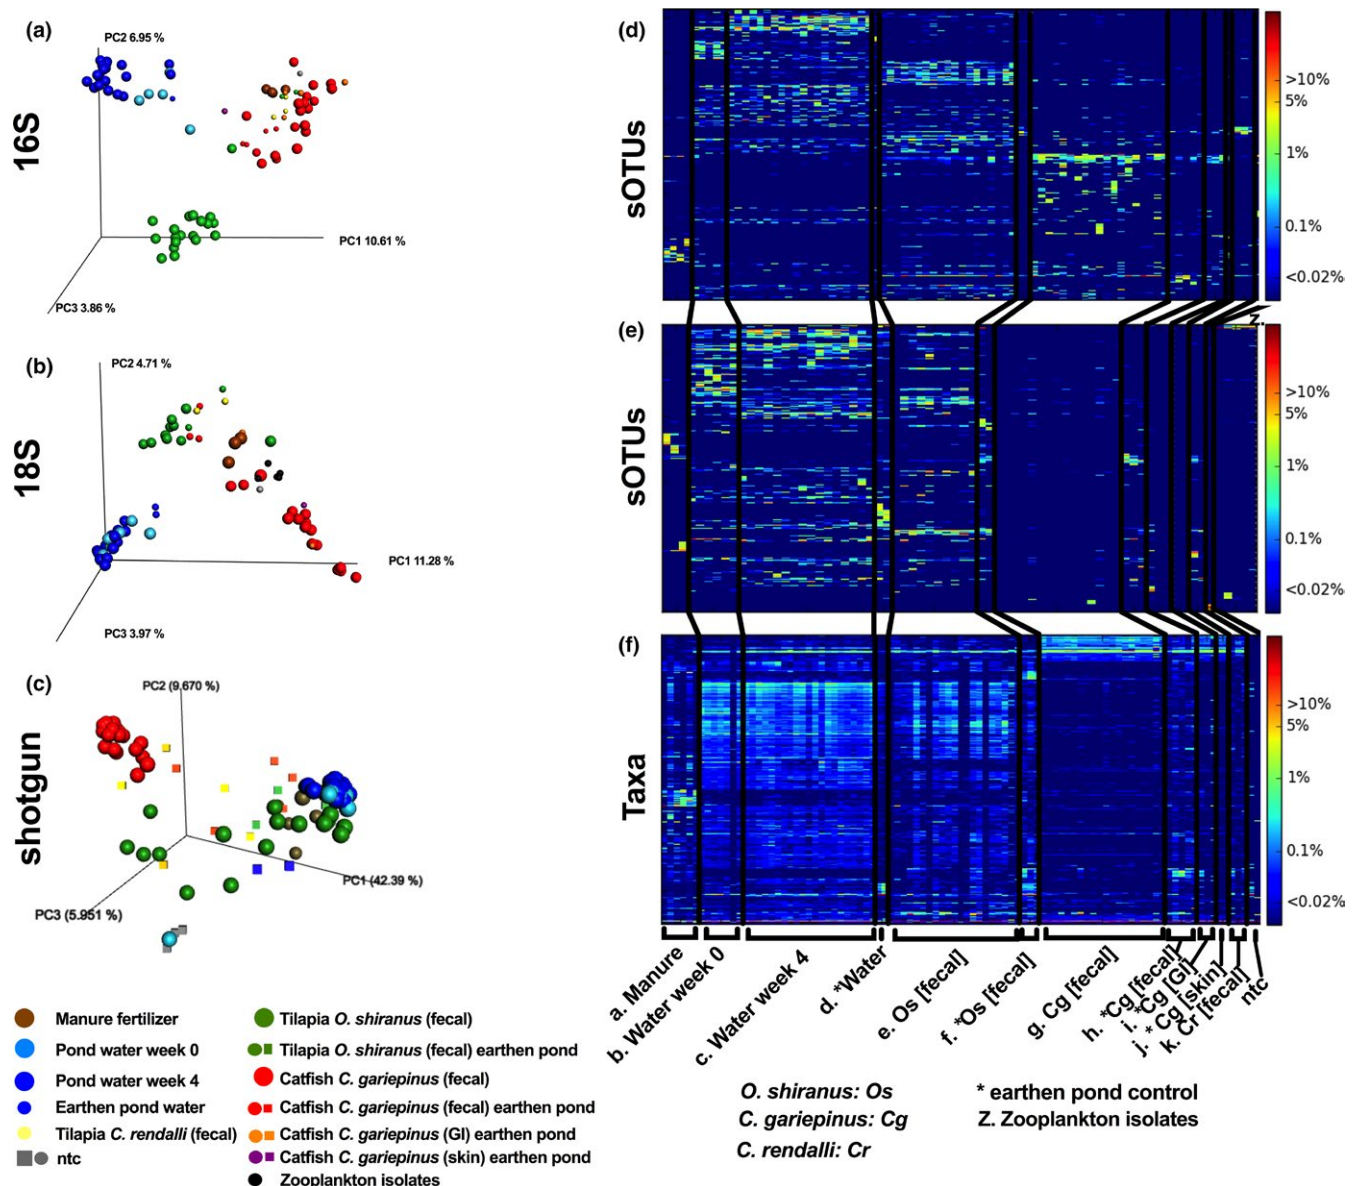 (a)
PC2 6.95 %
16S
PC1 10.61 %
PC3 3.86 %
(b)
PC2 4.71 %
18S
PC1 11.28 %
PC3 3.97 %
(c)
PC2 (9.670 %)
shotgun
PC1 (42.39 %)
PC3 (5.951 %)
Manure fertilizer
Pond water week 0
Pond water week 4
Earthen pond water
Tilapia C. rendalli (fecal)
ntc
Tilapia O. shiranus (fecal)
Tilapia O. shiranus (fecal) earthen pond
Catfish C. gariepinus (fecal)
Catfish C. gariepinus (fecal) earthen pond
Catfish C. gariepinus (GI) earthen pond
Catfish C. gariepinus (skin) earthen pond
Zooplankton isolates
(d)
sOTUs
>10%
5%
1%
0.1%
<0.02%
z.
(e)
sOTUs
>10%
5%
1%
0.1%
<0.02%
(f)
Taxa
>10%
5%
1%
0.1%
<0.02%
a. Manure
b. Water week 0
c. Water week 4
d. *Water
e. Os [fecal]
f. *Os [fecal]
g. Cg [fecal]
h. *Cg [fecal]
i. *Cg [GI]
j. *Cg [skin]
k. Cr [fecal]
ntc
O. shiranus: Os
C. gariepinus: Cg
C. rendalli: Cr
* earthen pond control
Z. Zooplankton isolates